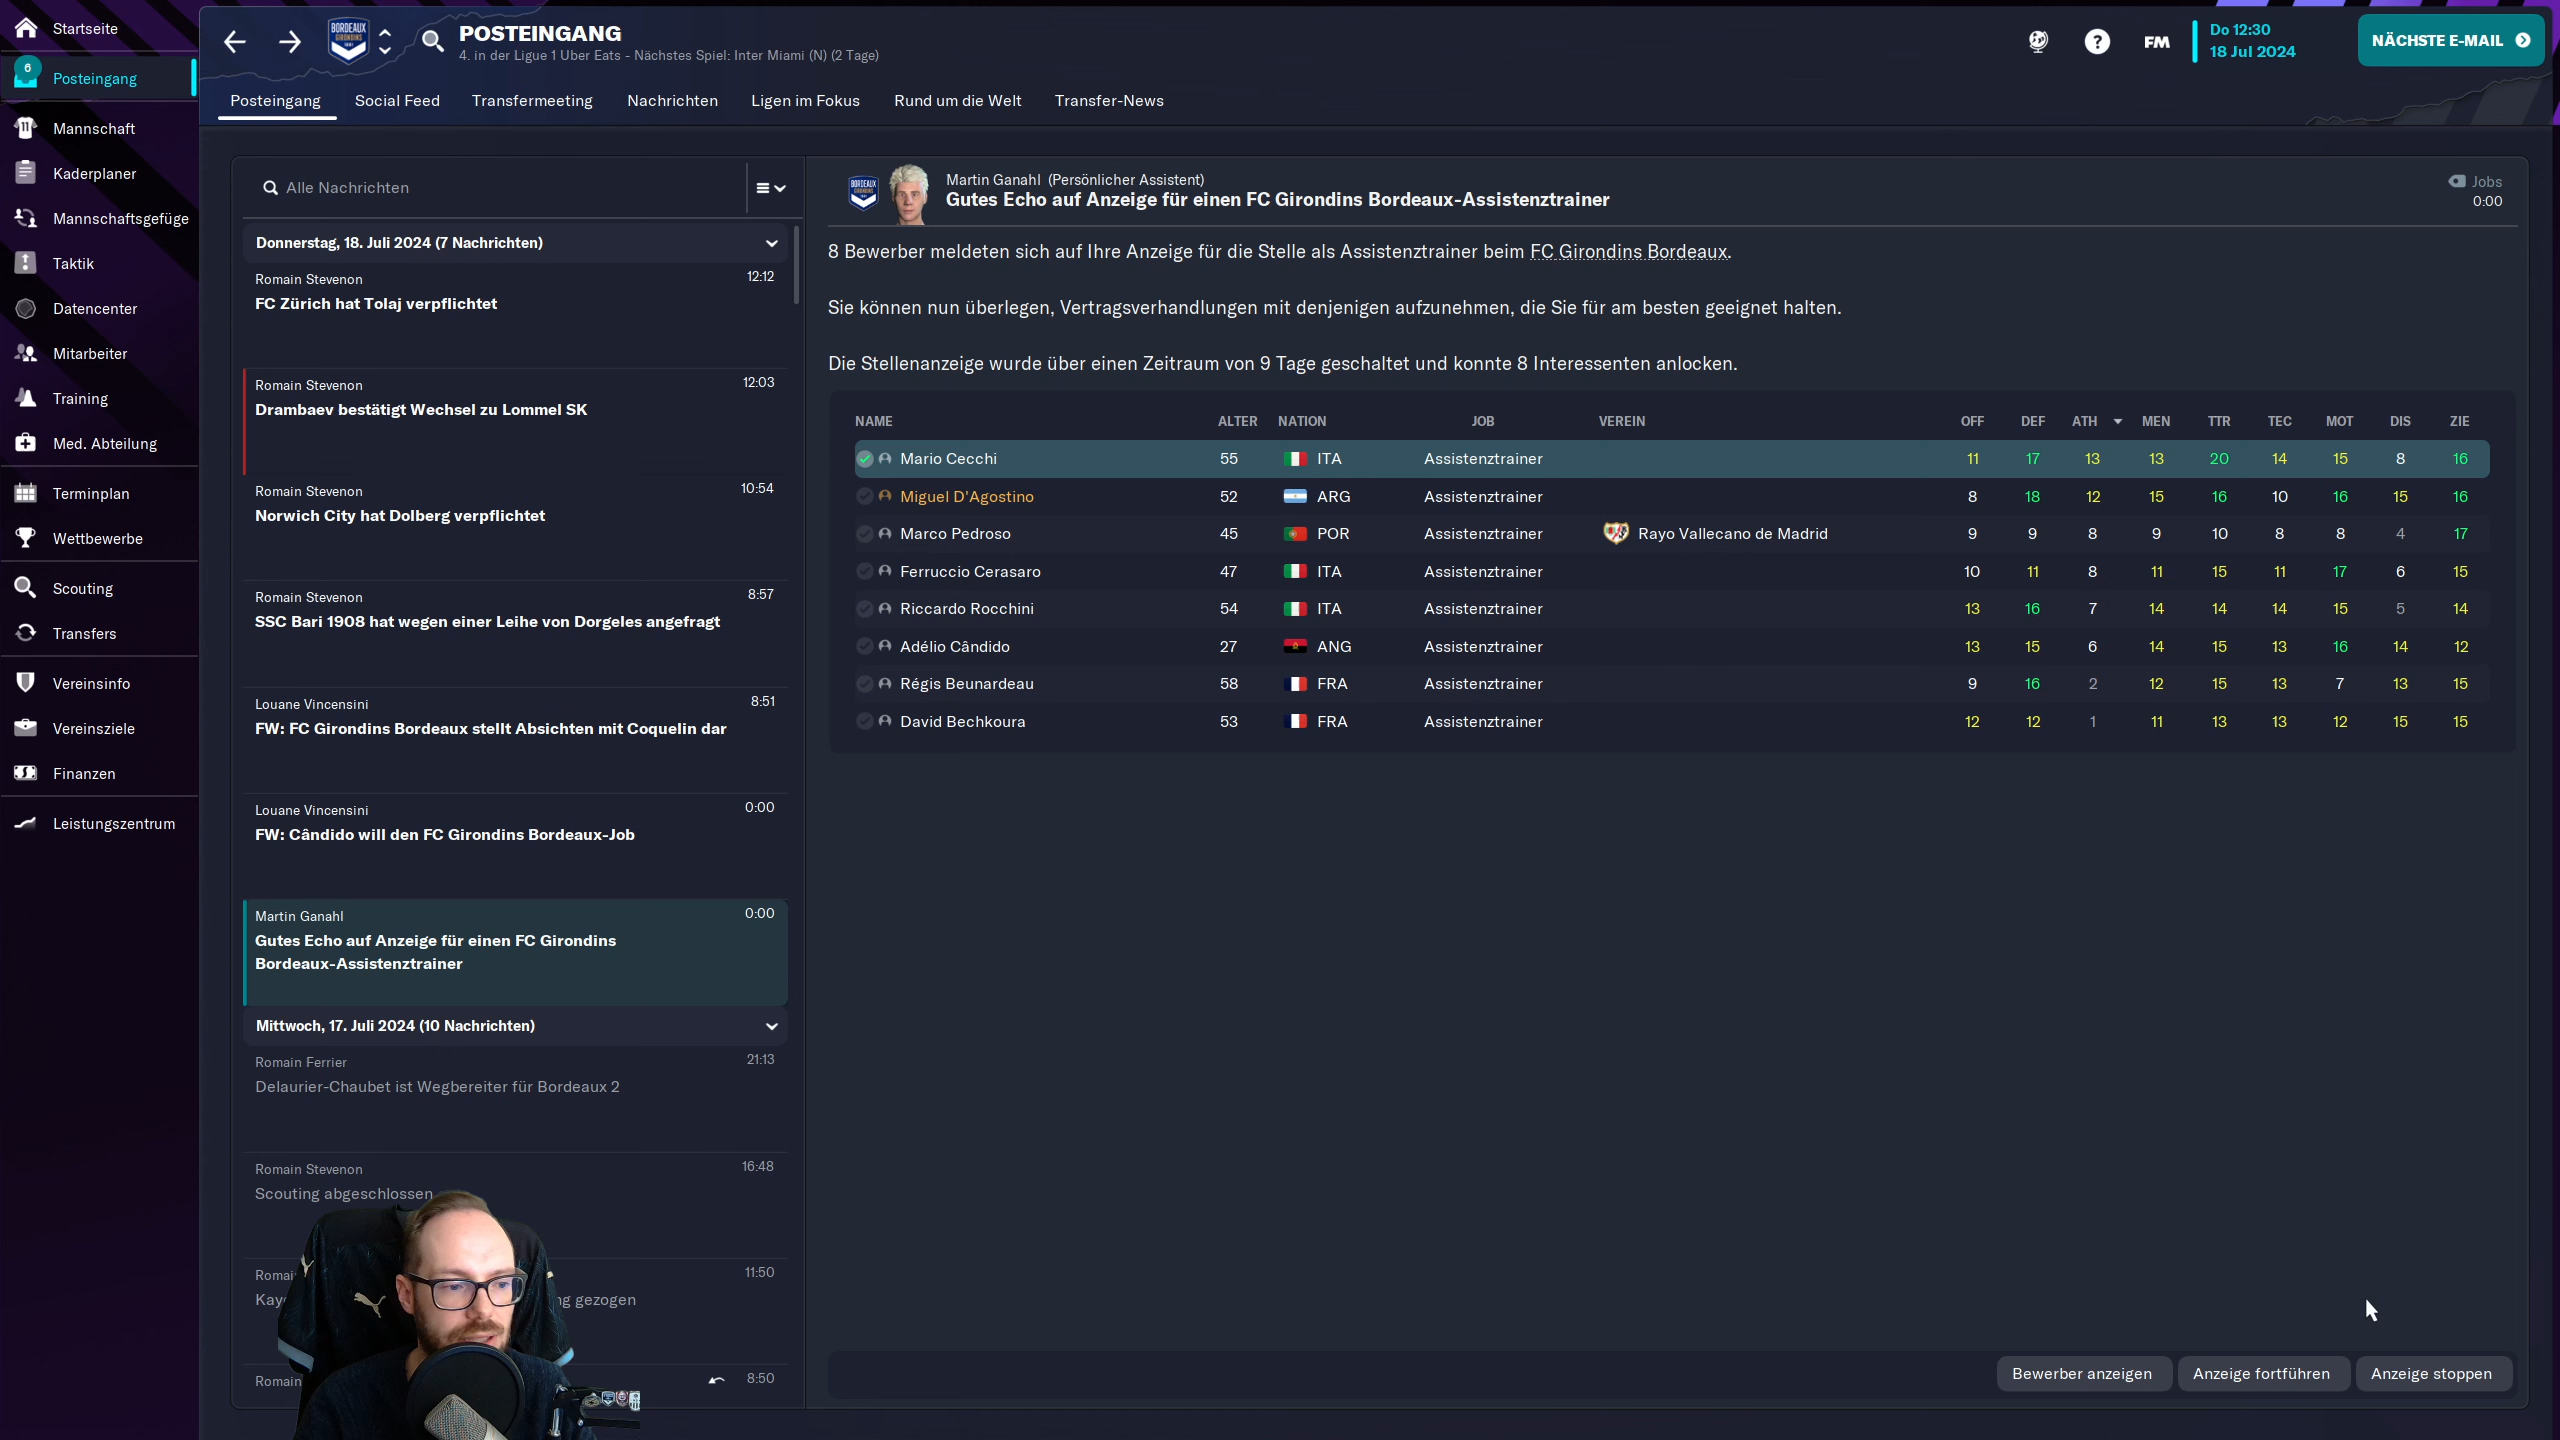 Startseite
6
Posteingang
Mannschaft
Kaderplaner
Mannschaftsgefüge
Taktik
Datencenter
Mitarbeiter
Training
Med. Abteilung
Terminplan
Wettbewerbe
Scouting
Transfers
Vereinsinfo
Vereinsziele
Finanzen
Leistungszentrum
BORDEAUX
GIRONDINS
POSTEINGANG
4. in der Ligue 1 Uber Eats - Nächstes Spiel: Inter Miami (N) (2 Tage)
? FM
Do 12:30
18 Jul 2024
NÄCHSTE E-MAIL
Posteingang Social Feed Transfermeeting Nachrichten Ligen im Fokus Rund um die Welt Transfer-News
Alle Nachrichten
Donnerstag, 18. Juli 2024 (7 Nachrichten)
Romain Stevenon 12:12
FC Zürich hat Tolaj verpflichtet
Romain Stevenon 12:03
Drambaev bestätigt Wechsel zu Lommel SK
Romain Stevenon 10:54
Norwich City hat Dolberg verpflichtet
Romain Stevenon 8:57
SSC Bari 1908 hat wegen einer Leihe von Dorgeles angefragt
Louane Vincensini 8:51
FW: FC Girondins Bordeaux stellt Absichten mit Coquelin dar
Louane Vincensini 0:00
FW: Cândido will den FC Girondins Bordeaux-Job
Martin Ganahl 0:00
Gutes Echo auf Anzeige für einen FC Girondins
Bordeaux-Assistenztrainer
Mittwoch, 17. Juli 2024 (10 Nachrichten)
Romain Ferrier 21:13
Delaurier-Chaubet ist Wegbereiter für Bordeaux 2
Romain Stevenon 16:48
Scouting abgeschlossen
11:50
gezogen
Romain 8:50
BORDEAUX
GIRONDINS
Martin Ganahl (Persönlicher Assistent)
Gutes Echo auf Anzeige für einen FC Girondins Bordeaux-Assistenztrainer
Jobs
0:00
8 Bewerber meldeten sich auf Ihre Anzeige für die Stelle als Assistenztrainer beim FC Girondins Bordeaux.
Sie können nun überlegen, Vertragsverhandlungen mit denjenigen aufzunehmen, die Sie für am besten geeignet halten.
Die Stellenanzeige wurde über einen Zeitraum von 9 Tage geschaltet und konnte 8 Interessenten anlocken.
NAME ALTER NATION JOB VEREIN OFF DEF ATH MEN TTR TEC MOT DIS ZIE
Mario Cecchi 55 ITA Assistenztrainer 11 17 13 13 20 14 15 8 16
Miguel D'Agostino 52 ARG Assistenztrainer 8 18 12 15 16 10 16 15 16
Marco Pedroso 45 POR Assistenztrainer Rayo Vallecano de Madrid 9 9 8 9 10 8 8 4 17
Ferruccio Cerasaro 47 ITA Assistenztrainer 10 11 8 11 15 11 17 6 15
Riccardo Rocchini 54 ITA Assistenztrainer 13 16 7 14 14 14 15 5 14
Adélio Cândido 27 ANG Assistenztrainer 13 15 6 14 15 13 16 14 12
Régis Beunardeau 58 FRA Assistenztrainer 9 16 2 12 15 13 7 13 15
David Bechkoura 53 FRA Assistenztrainer 12 12 1 11 13 13 12 15 15
Bewerber anzeigen Anzeige fortführen Anzeige stoppen